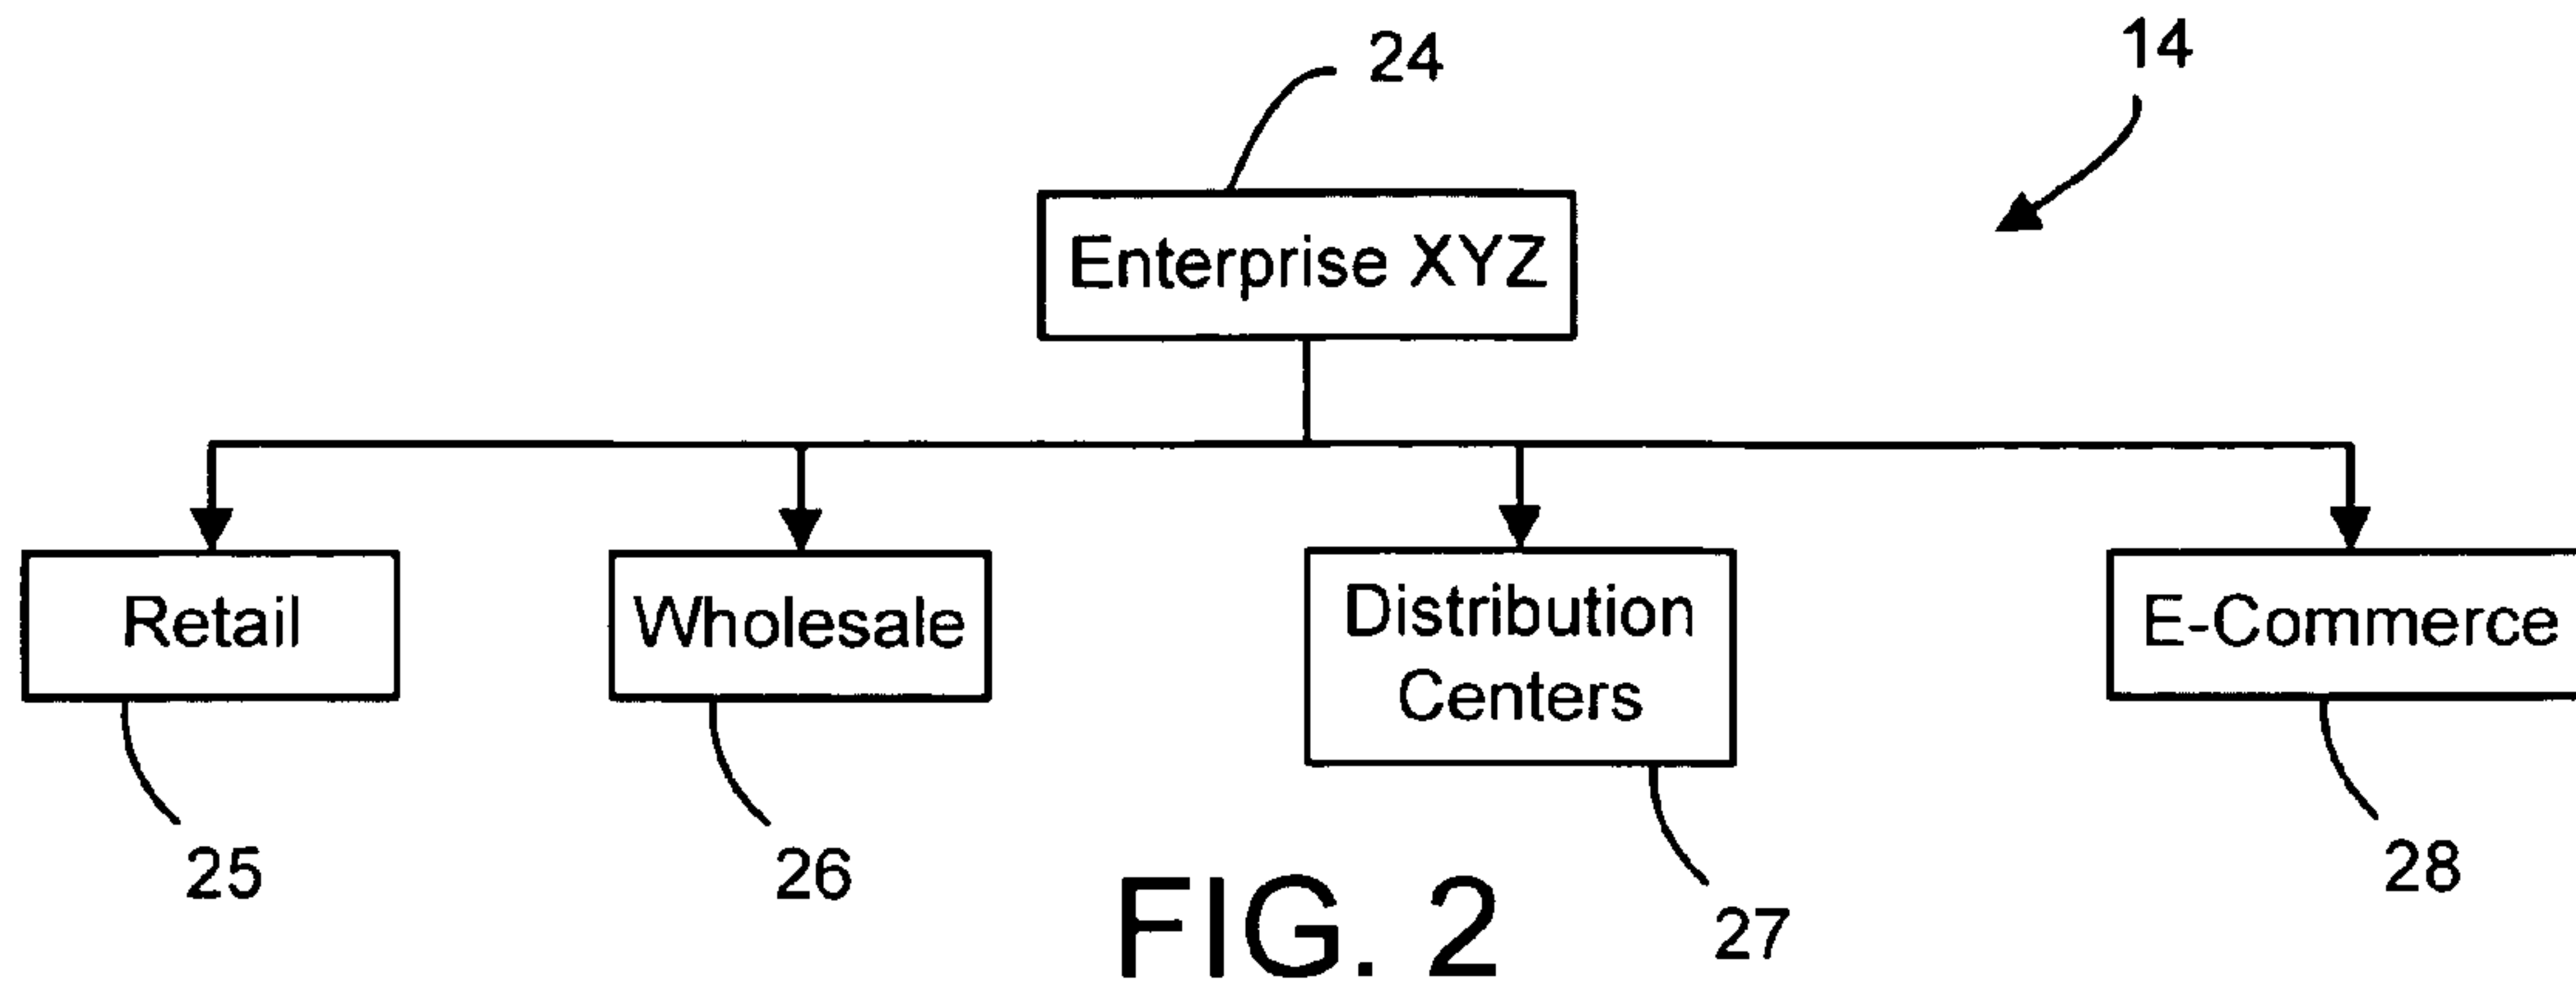 24
14
Enterprise XYZ
Retail
Wholesale
Distribution
Centers
E-Commerce
25
26
27
28
FIG. 2